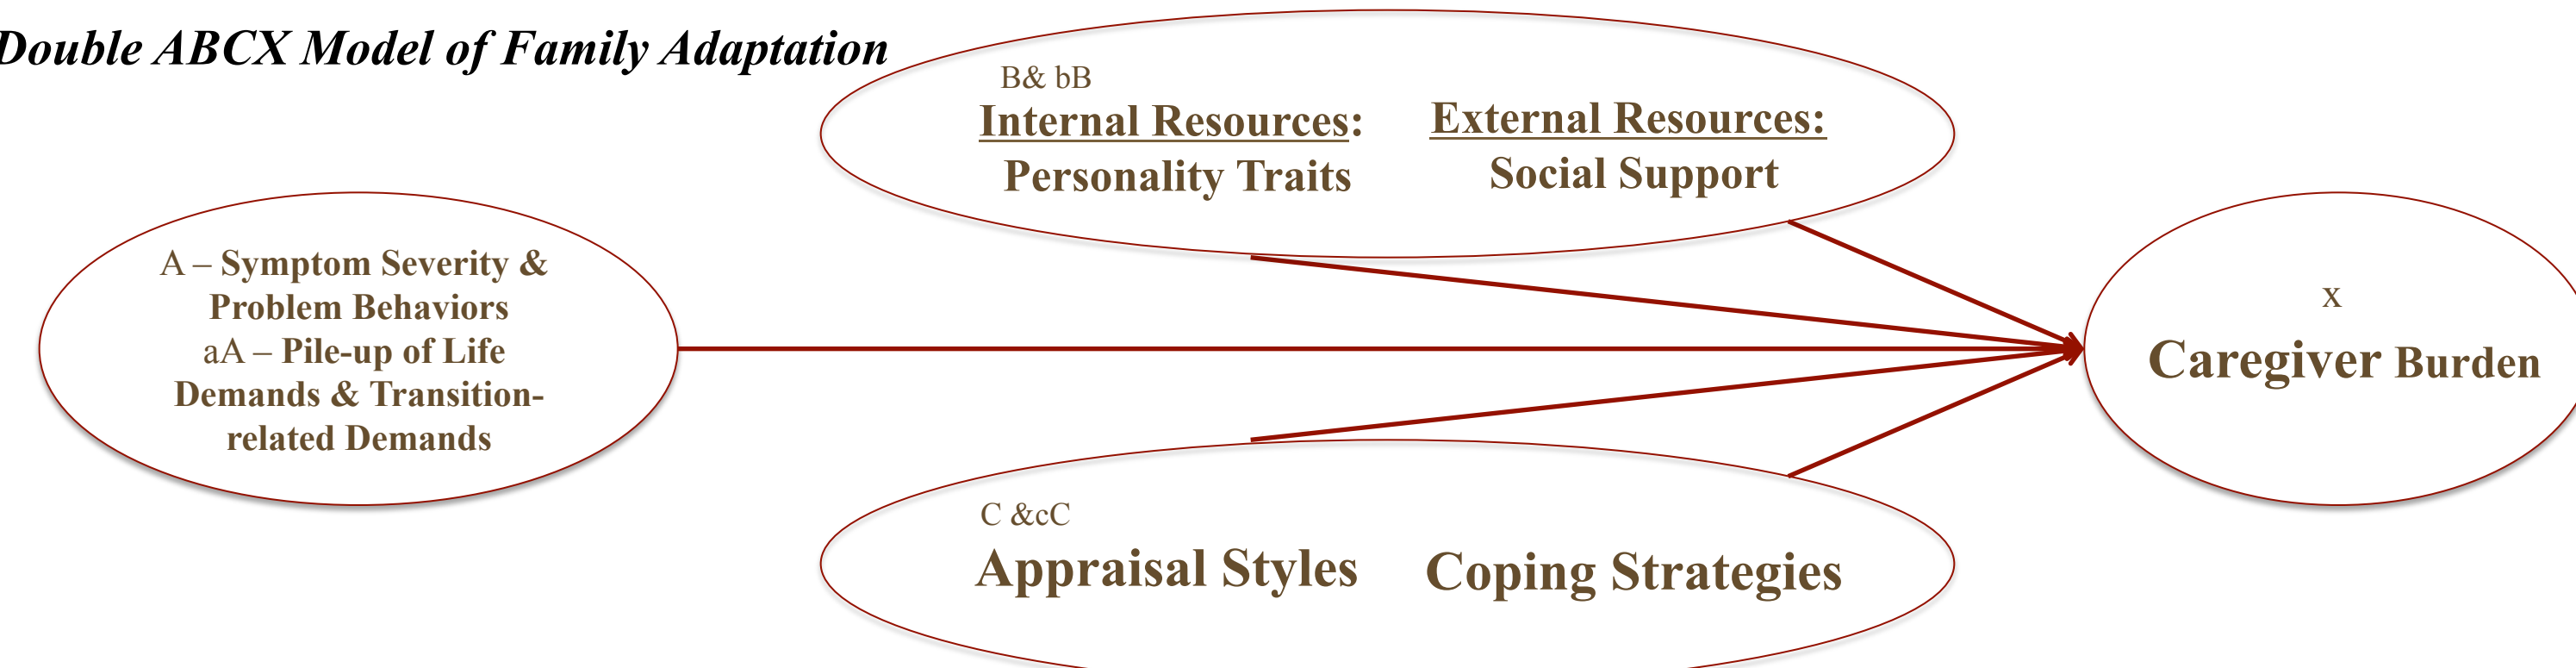 Double ABCX Model of Family Adaptation
B& bB
Internal Resources:
Personality Traits
External Resources:
Social Support
A – Symptom Severity &
Problem Behaviors
aA – Pile-up of Life
Demands & Transition-
related Demands
x
Caregiver Burden
C &cC
Appraisal Styles
Coping Strategies